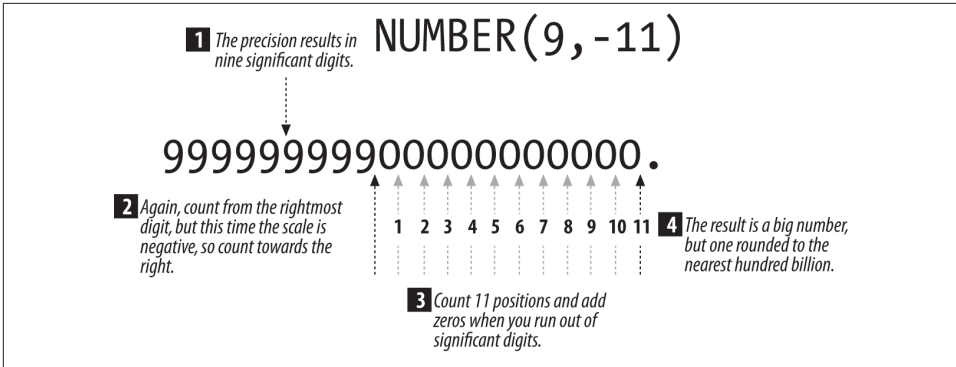 NUMBER(9,-11)
1 The precision results in
nine significant digits.
99999999900000000000.
2 Again, count from the rightmost
digit, but this time the scale is
negative, so count towards the
right.
1 2 3 4 5 6 7 8 9 10 11
4 The result is a big number,
but one rounded to the
nearest hundred billion.
3 Count 11 positions and add
zeros when you run out of
significant digits.